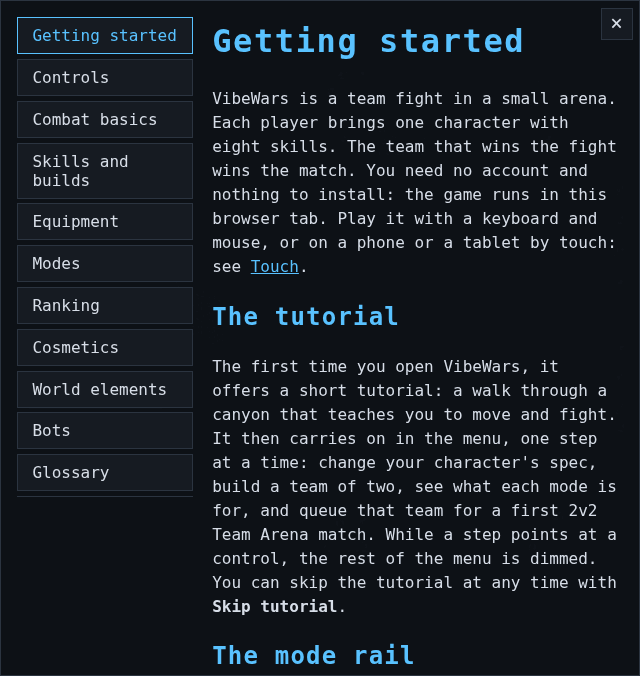 Getting started
Controls
Combat basics
Skills and
builds
Equipment
Modes
Ranking
Cosmetics
World elements
Bots
Glossary
×
Getting started
VibeWars is a team fight in a small arena.
Each player brings one character with
eight skills. The team that wins the fight
wins the match. You need no account and
nothing to install: the game runs in this
browser tab. Play it with a keyboard and
mouse, or on a phone or a tablet by touch:
see Touch.
The tutorial
The first time you open VibeWars, it
offers a short tutorial: a walk through a
canyon that teaches you to move and fight.
It then carries on in the menu, one step
at a time: change your character's spec,
build a team of two, see what each mode is
for, and queue that team for a first 2v2
Team Arena match. While a step points at a
control, the rest of the menu is dimmed.
You can skip the tutorial at any time with
Skip tutorial.
The mode rail